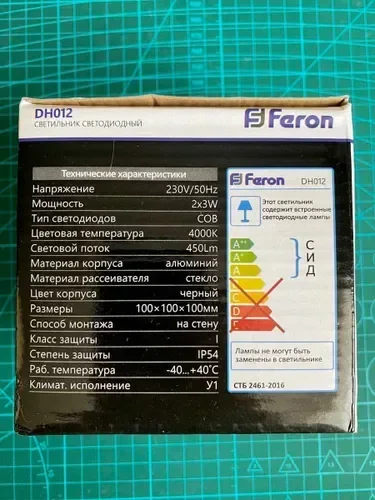 DH012
СВЕТИЛЬНИК СВЕТОДИОДНЫЙ
Feron
Технические характеристики
Напряжение 230V/50Hz
Мощность 2x3W
Тип светодиодов COB
Цветовая температура 4000K
Световой поток 450Lm
Материал корпуса алюминий
Материал рассеивателя стекло
Цвет корпуса черный
Размеры 100×100×100мм
Способ монтажа на стену
Класс защиты I
Степень защиты IP54
Раб. температура -40...+40°C
Климат. исполнен. У1
Feron DH012
Этот светильник
содержит встроенные
светодиодные лампы
A++
A+
A
B
C
D
E
С
И
Д
Лампы не могут быть
заменены в светильнике
СТБ 2461-2016